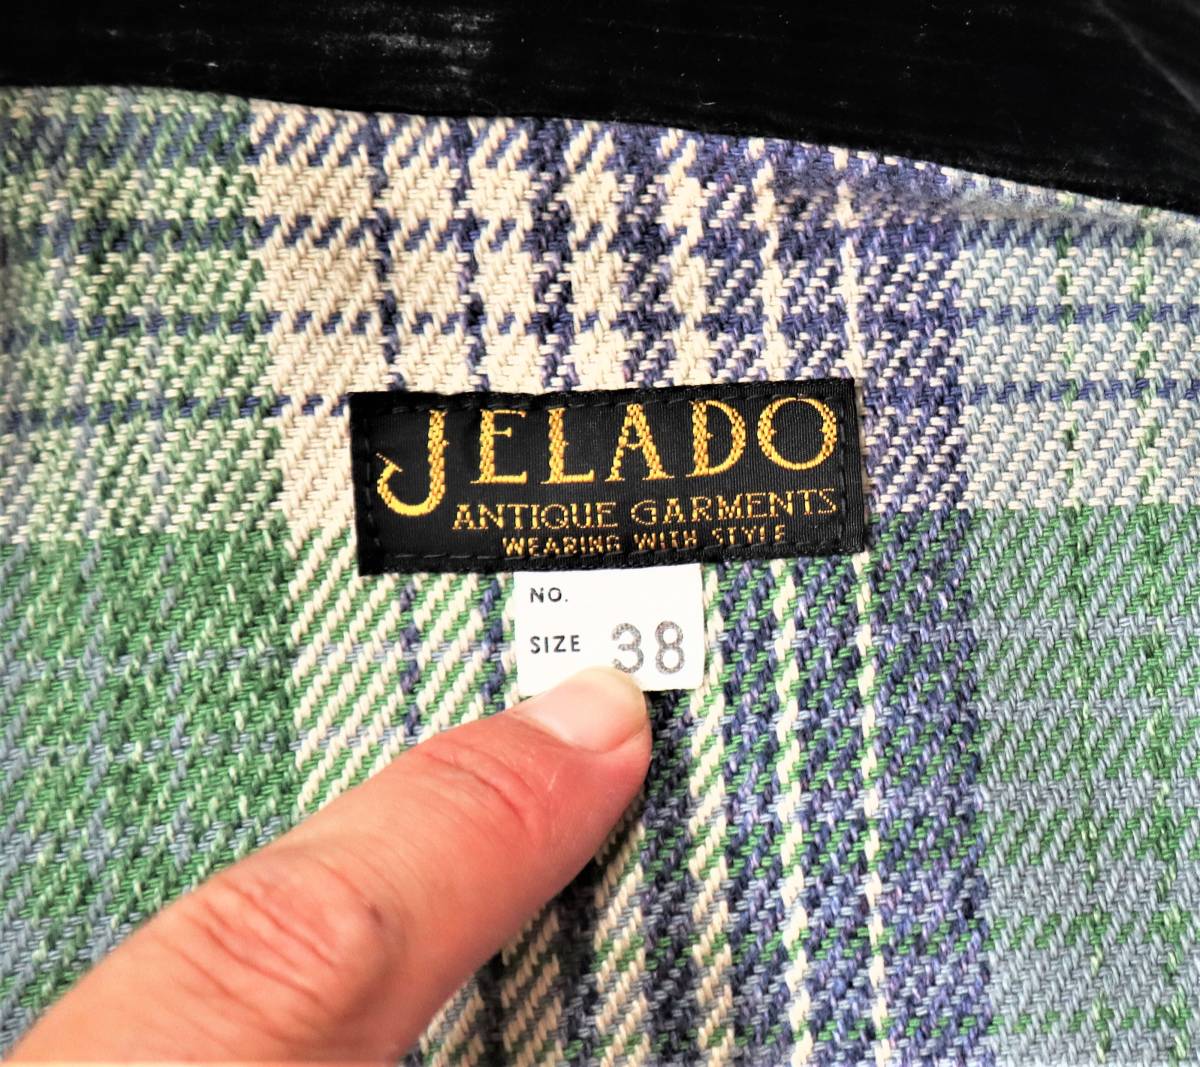 JELADO
ANTIQUE GARMENTS
WEARING WITH STYLE
NO.
SIZE 38